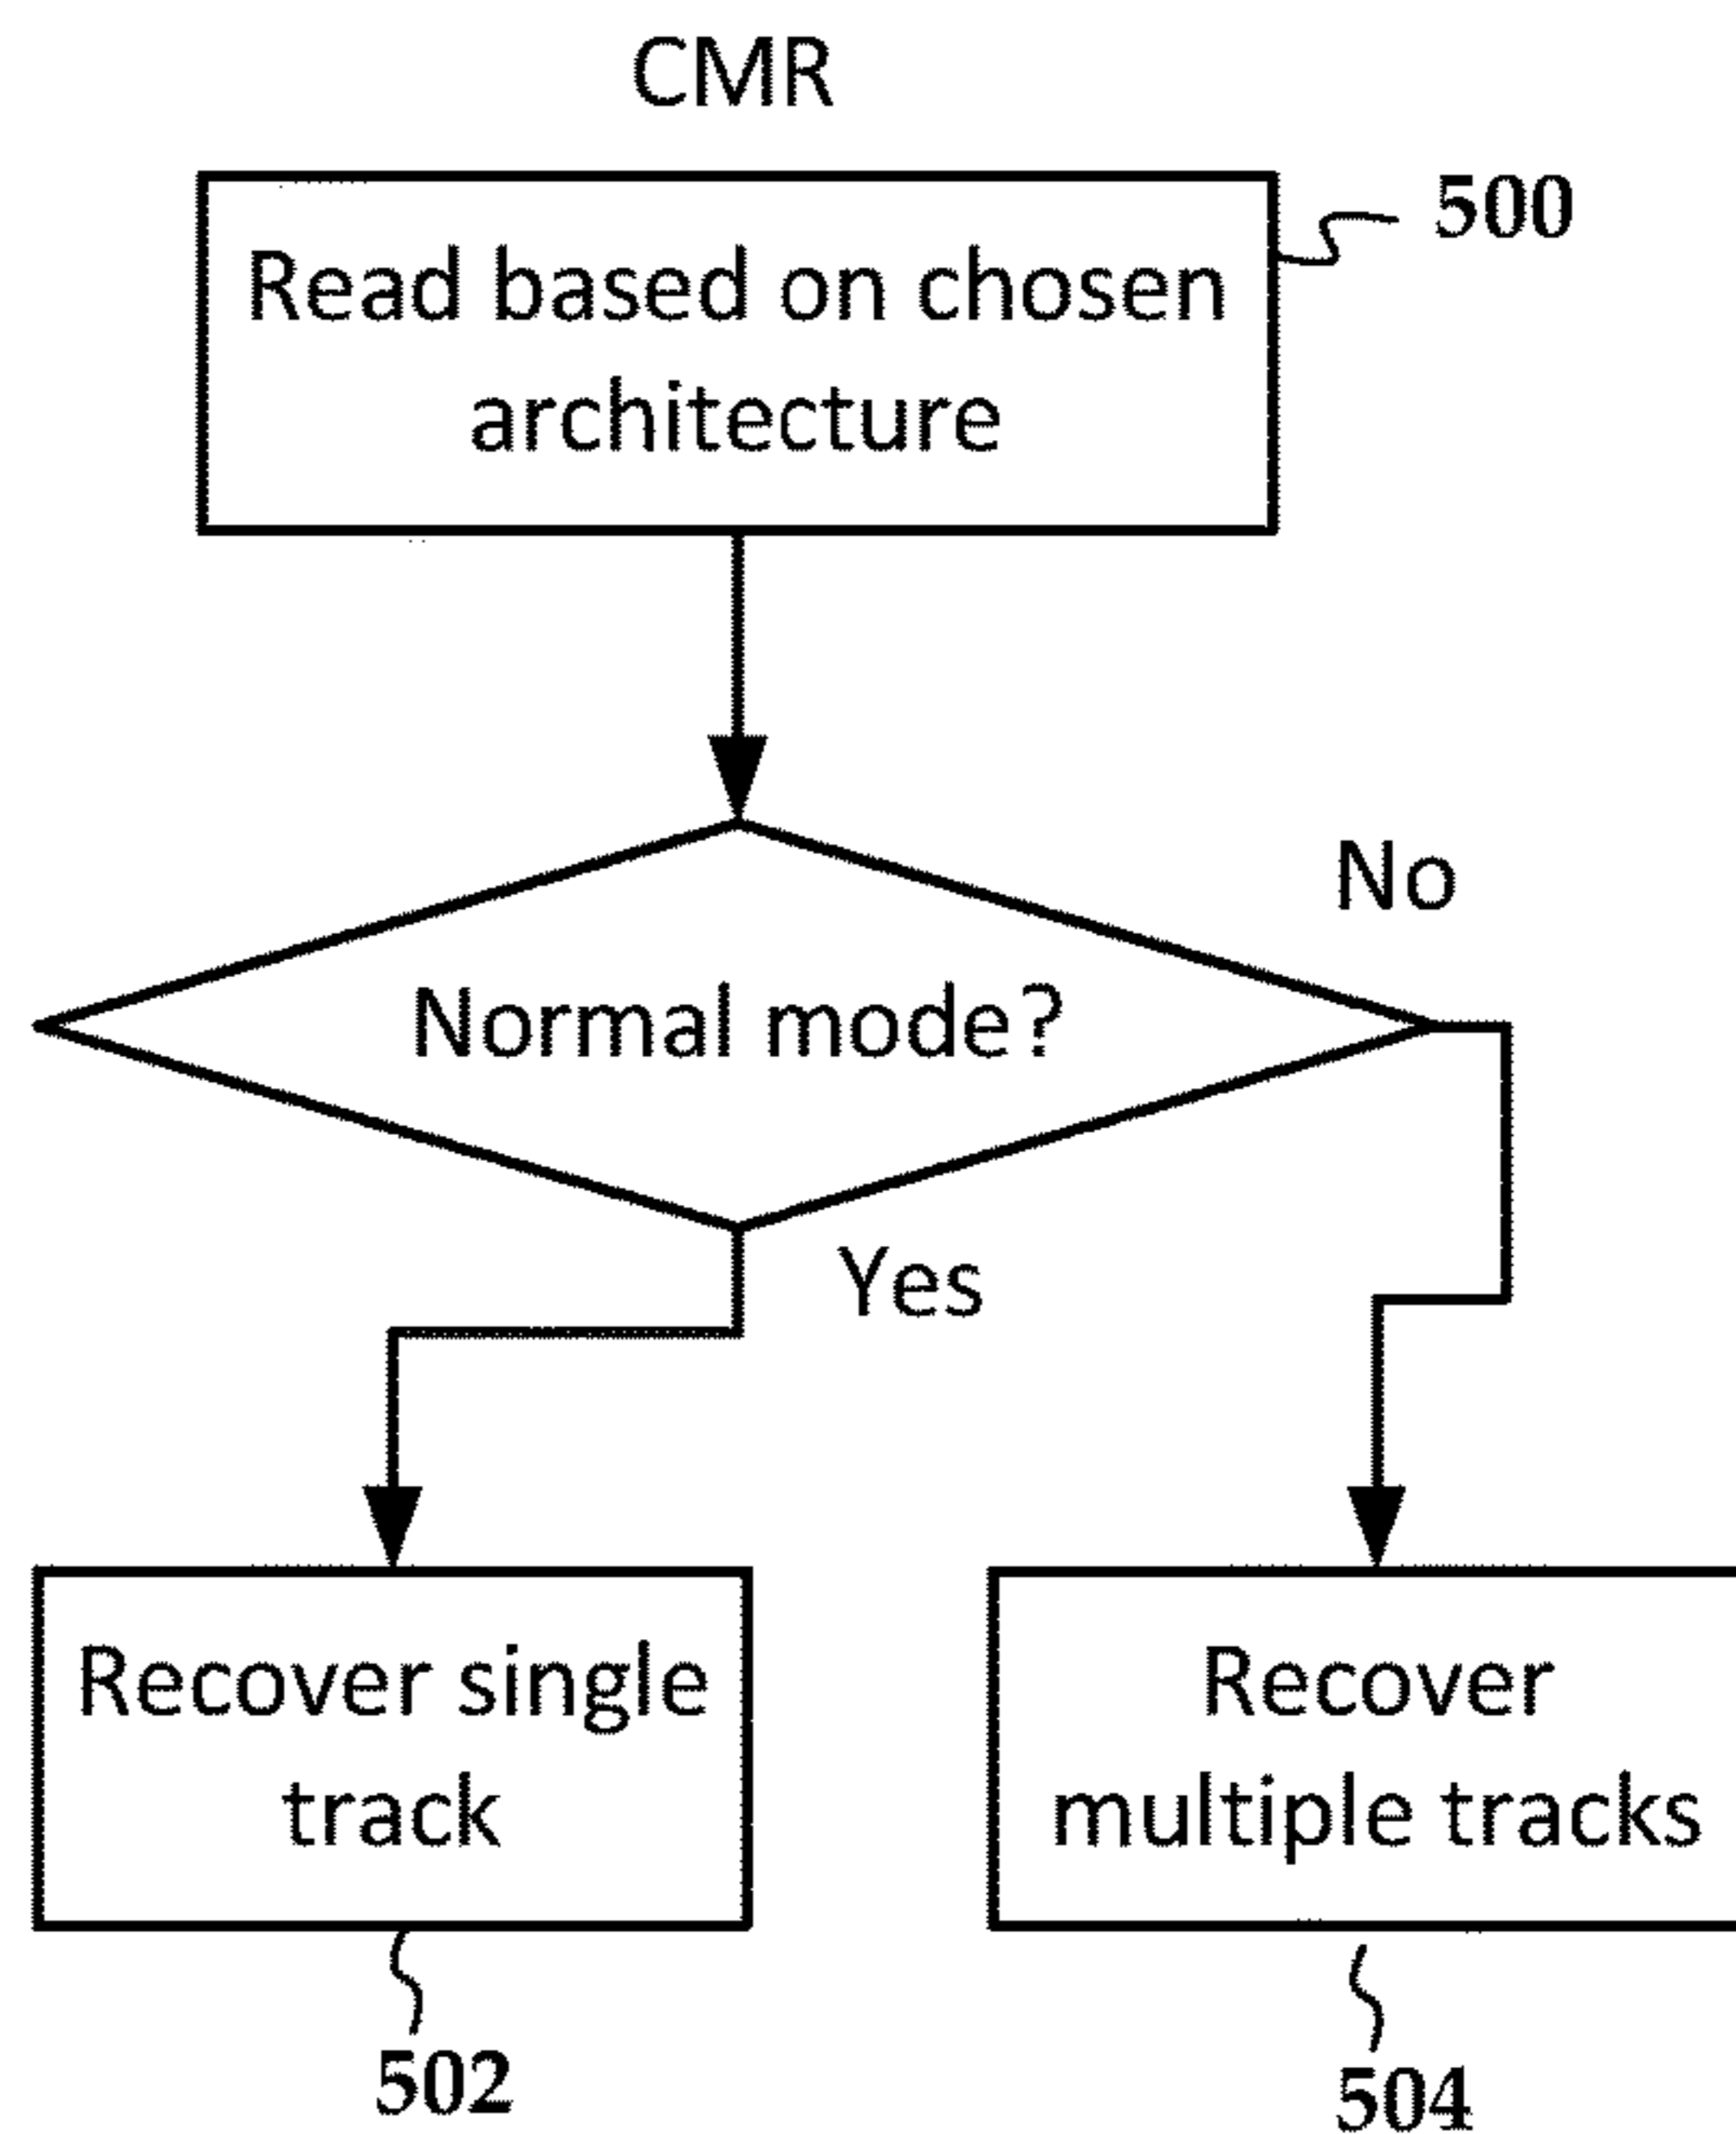 CMR
500
Read based on chosen
architecture
No
Normal mode?
Yes
Recover single
track
Recover
multiple tracks
502
504